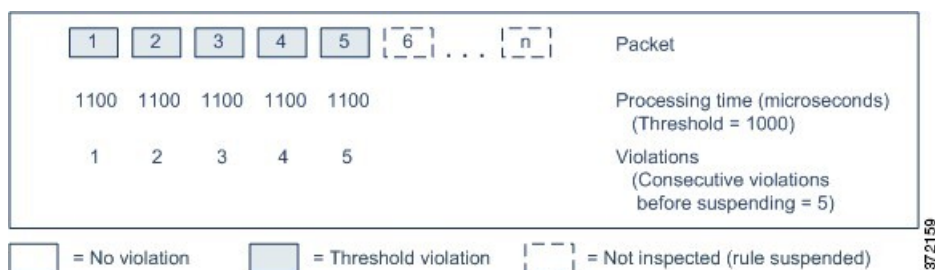 1 2 3 4 5 6 . . . n Packet
1100 1100 1100 1100 1100 Processing time (microseconds)
(Threshold = 1000)
1 2 3 4 5 Violations
(Consecutive violations
before suspending = 5)
= No violation = Threshold violation = Not inspected (rule suspended)
372159